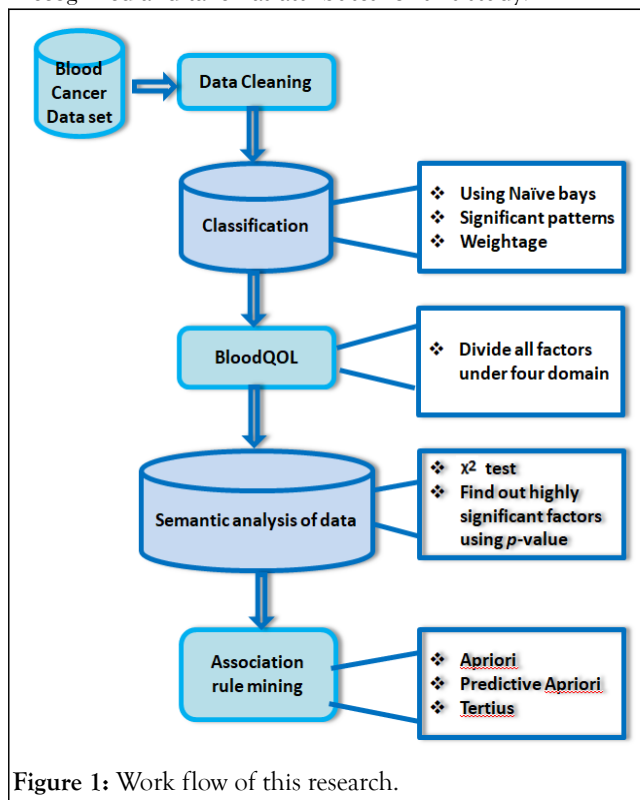 Blood
Cancer
Data set
Data Cleaning
Classification
❖ Using Naïve bays
❖ Significant patterns
❖ Weightage
BloodQOL
❖ Divide all factors
under four domain
Semantic analysis of data
❖ χ² test
❖ Find out highly
significant factors
using p-value
Association
rule mining
❖ Apriori
❖ Predictive Apriori
❖ Tertius
Figure 1: Work flow of this research.